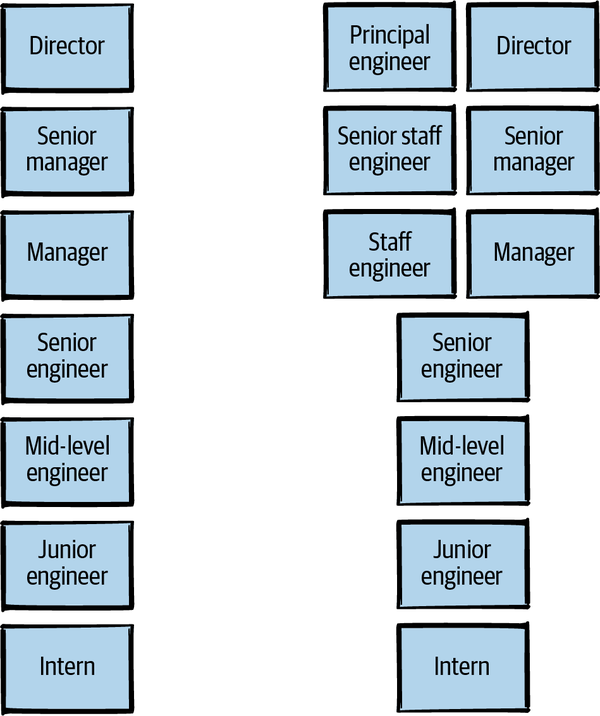 Director
Senior
manager
Manager
Senior
engineer
Mid-level
engineer
Junior
engineer
Intern
Principal
engineer
Director
Senior staff
engineer
Senior
manager
Staff
engineer
Manager
Senior
engineer
Mid-level
engineer
Junior
engineer
Intern